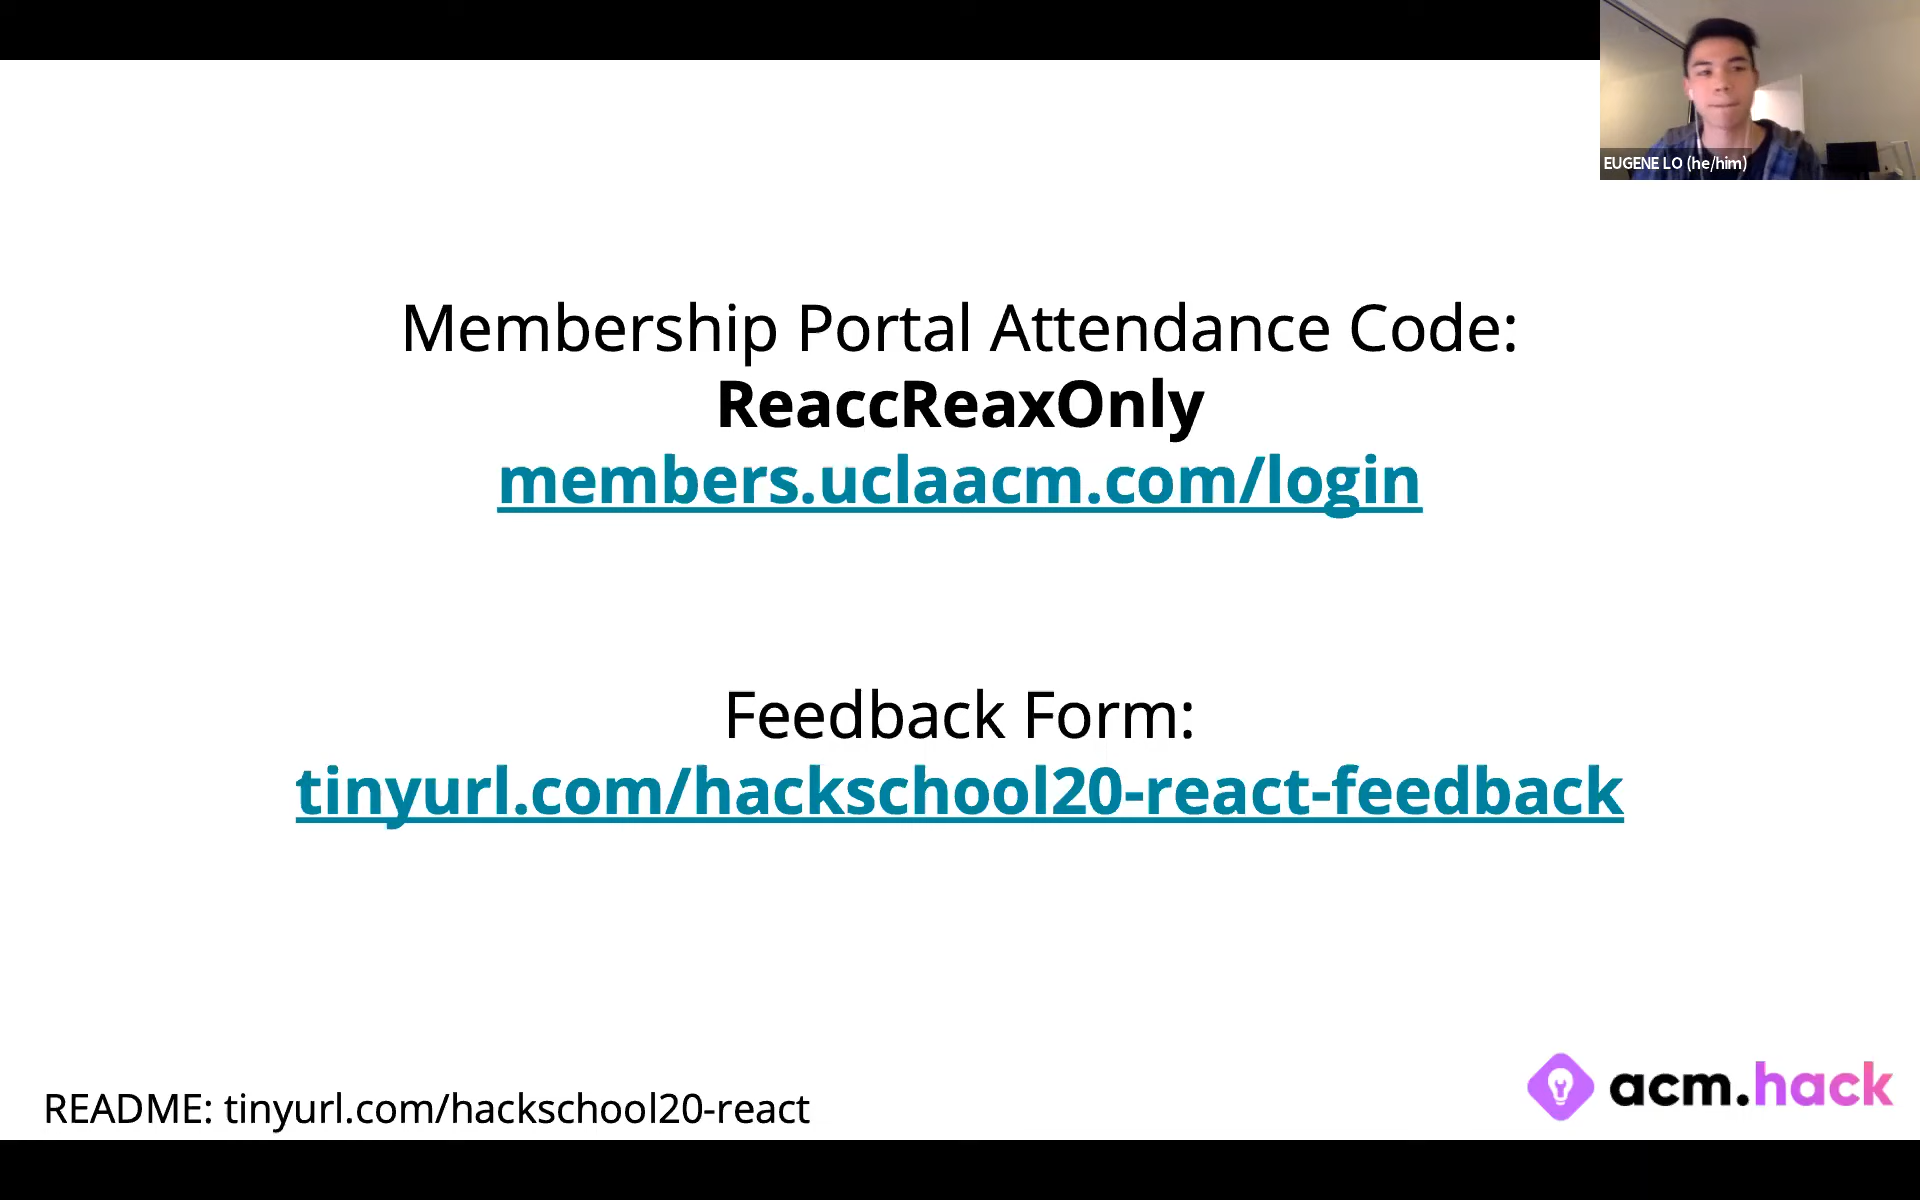 EUGENE LO (he/him)
Membership Portal Attendance Code:
ReaccReaxOnly
members.uclaacm.com/login
Feedback Form:
tinyurl.com/hackschool20-react-feedback
README: tinyurl.com/hackschool20-react
acm.hack